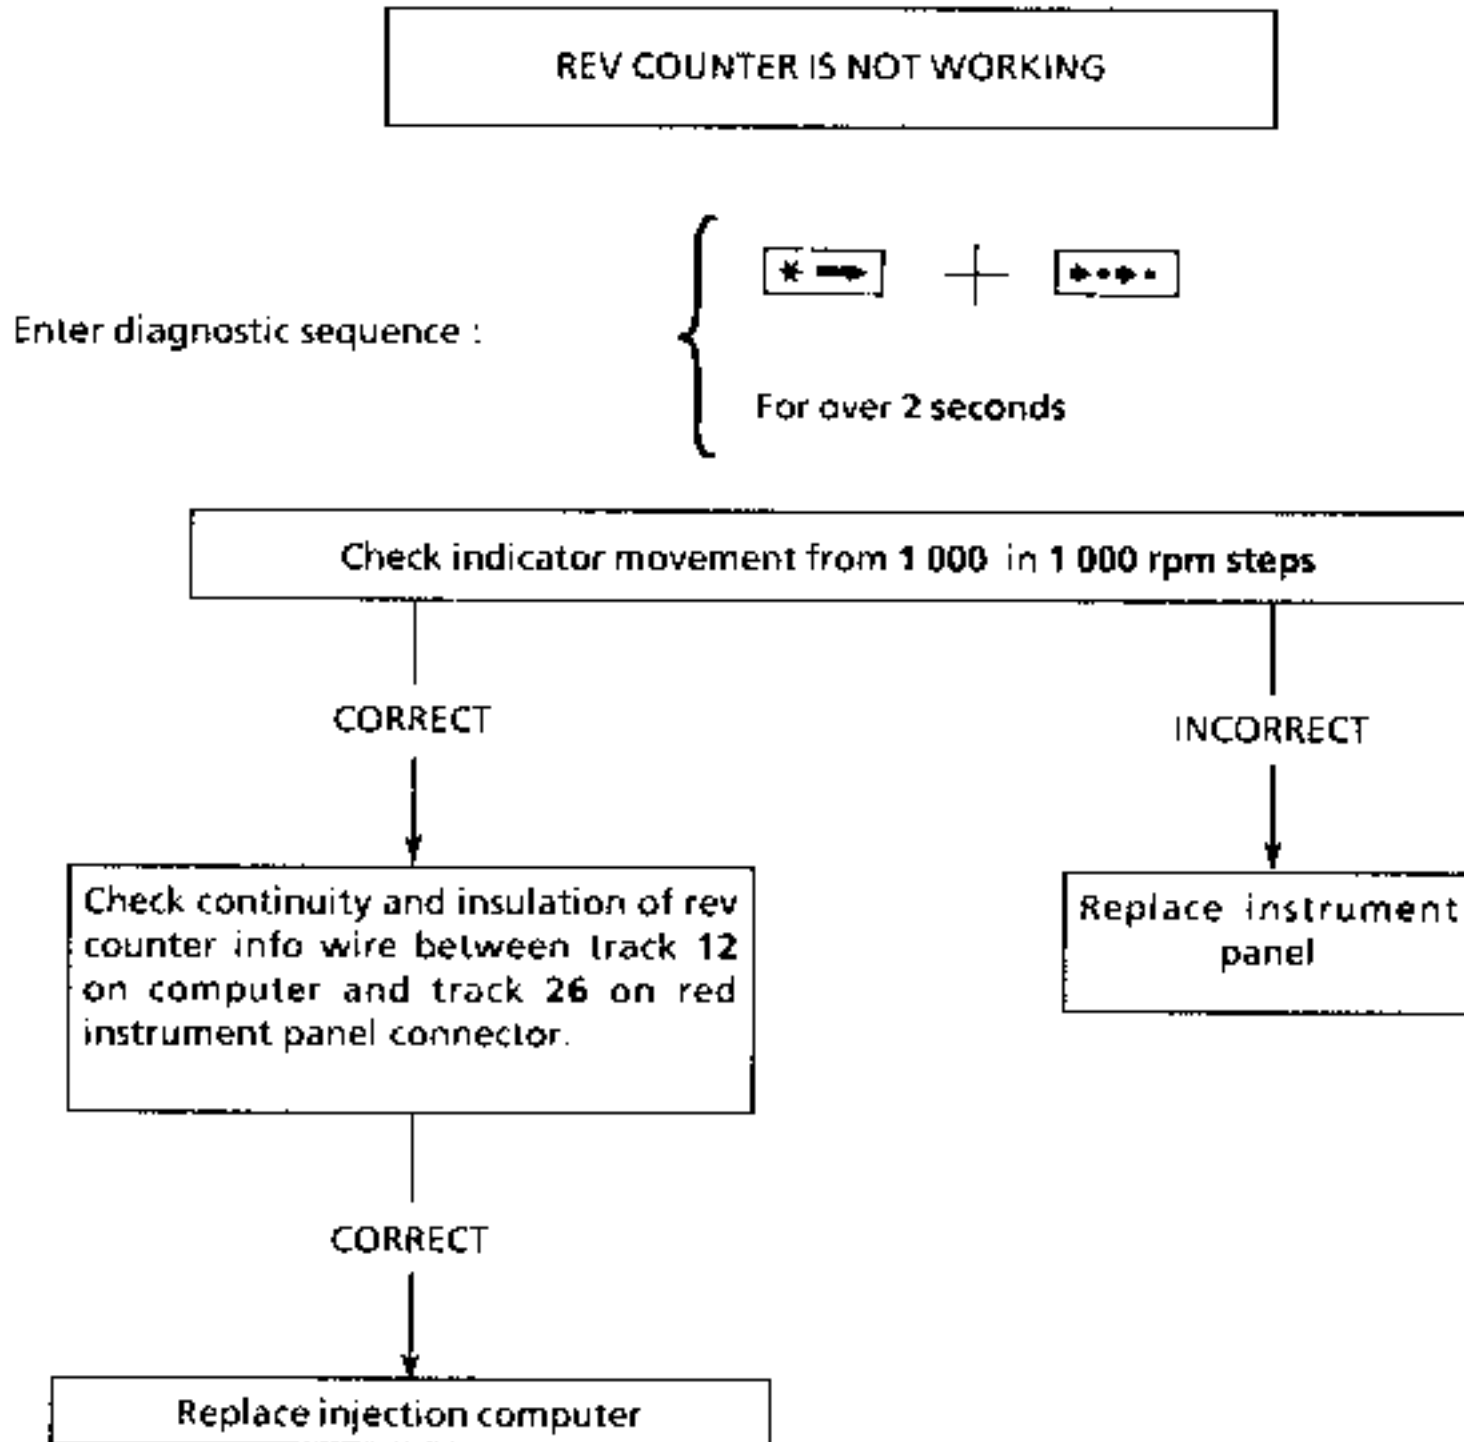 REV COUNTER IS NOT WORKING
Enter diagnostic sequence :
For over 2 seconds
Check indicator movement from 1 000 in 1 000 rpm steps
CORRECT
INCORRECT
Check continuity and insulation of rev
counter info wire between track 12
on computer and track 26 on red
instrument panel connector.
Replace instrument
panel
CORRECT
Replace injection computer